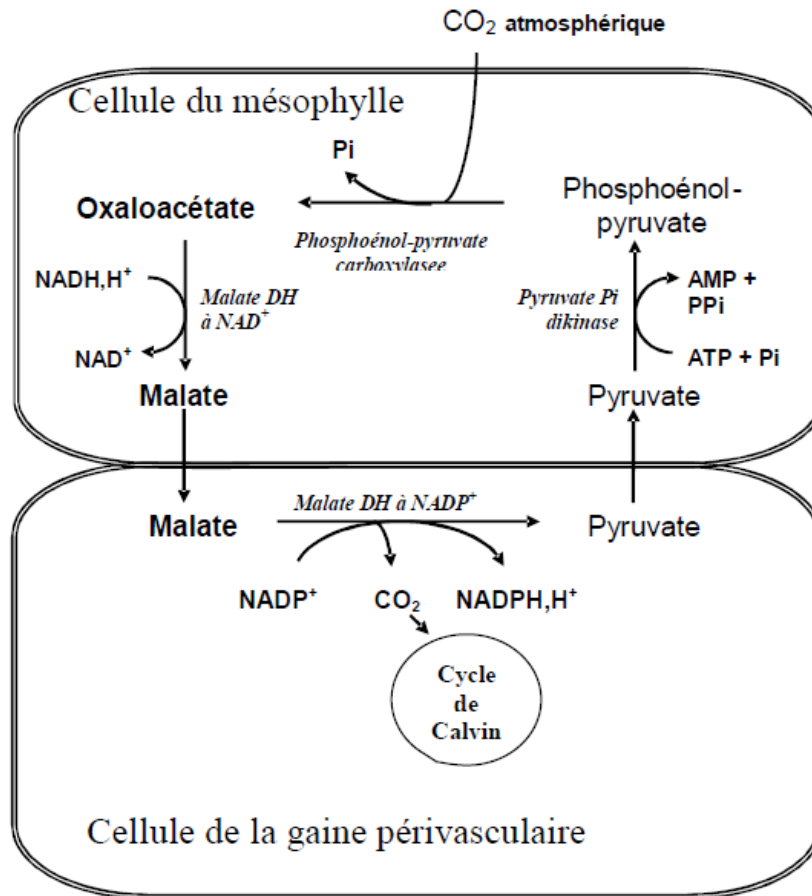 CO₂ atmosphérique
Cellule du mésophylle
Pi
Oxaloacétate
Phosphoénol-
pyruvate
Phosphoénol-pyruvate
carboxylasee
NADH,H⁺
Malate DH
à NAD⁺
NAD⁺
Pyruvate Pi
dikinase
AMP +
PPi
ATP + Pi
Malate
Pyruvate
Malate DH à NADP⁺
Malate
Pyruvate
NADP⁺
CO₂
NADPH,H⁺
Cycle
de
Calvin
Cellule de la gaine périvasculaire